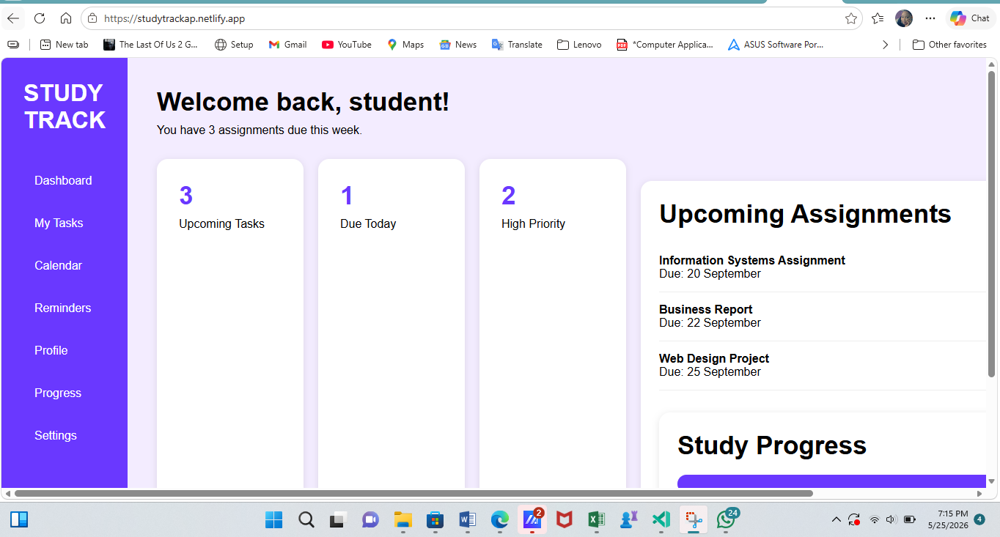 https://studytrackap.netlify.app
Chat
New tab
The Last Of Us 2 G...
Setup
Gmail
YouTube
Maps
News
Translate
Lenovo
*Computer Applica...
ASUS Software Por...
Other favorites
STUDY
TRACK
Dashboard
My Tasks
Calendar
Reminders
Profile
Progress
Settings
Welcome back, student!
You have 3 assignments due this week.
3
Upcoming Tasks
1
Due Today
2
High Priority
Upcoming Assignments
Information Systems Assignment
Due: 20 September
Business Report
Due: 22 September
Web Design Project
Due: 25 September
Study Progress
2
24
7:15 PM
5/25/2026
4